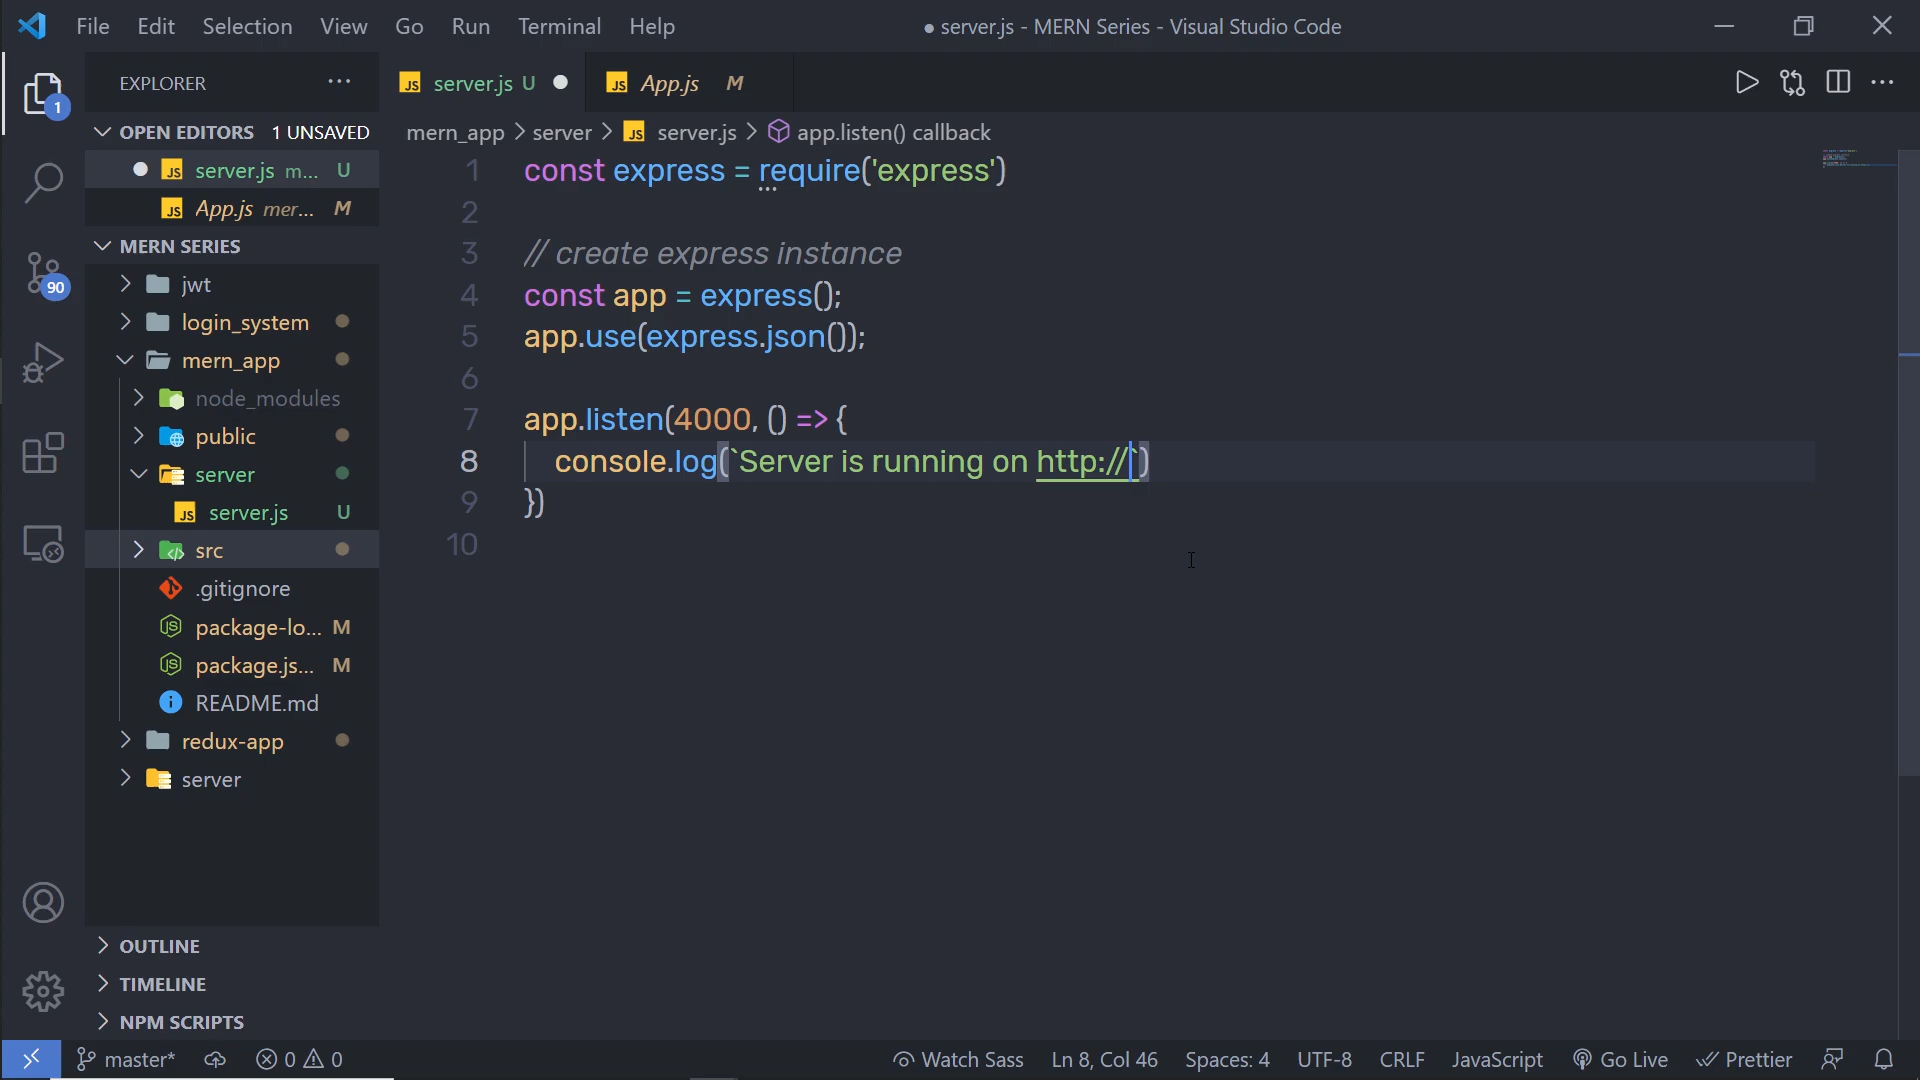 File Edit Selection View Go Run Terminal Help
● server.js - MERN Series - Visual Studio Code
EXPLORER ···
server.js U ●
JS App.js M
1
OPEN EDITORS 1 UNSAVED
mern_app > server > JS server.js > app.listen() callback
● JS server.js m... U
JS App.js mer... M
MERN SERIES
jwt
login_system
mern_app
node_modules
public
server
JS server.js U
src
.gitignore
package-lo... M
package.js... M
README.md
redux-app
server
90
1 const express = require('express')
2
3 // create express instance
4 const app = express();
5 app.use(express.json());
6
7 app.listen(4000, () => {
8 console.log(`Server is running on http://`)
9 })
10
OUTLINE
TIMELINE
NPM SCRIPTS
master* 0 0 Watch Sass Ln 8, Col 46 Spaces: 4 UTF-8 CRLF JavaScript Go Live Prettier